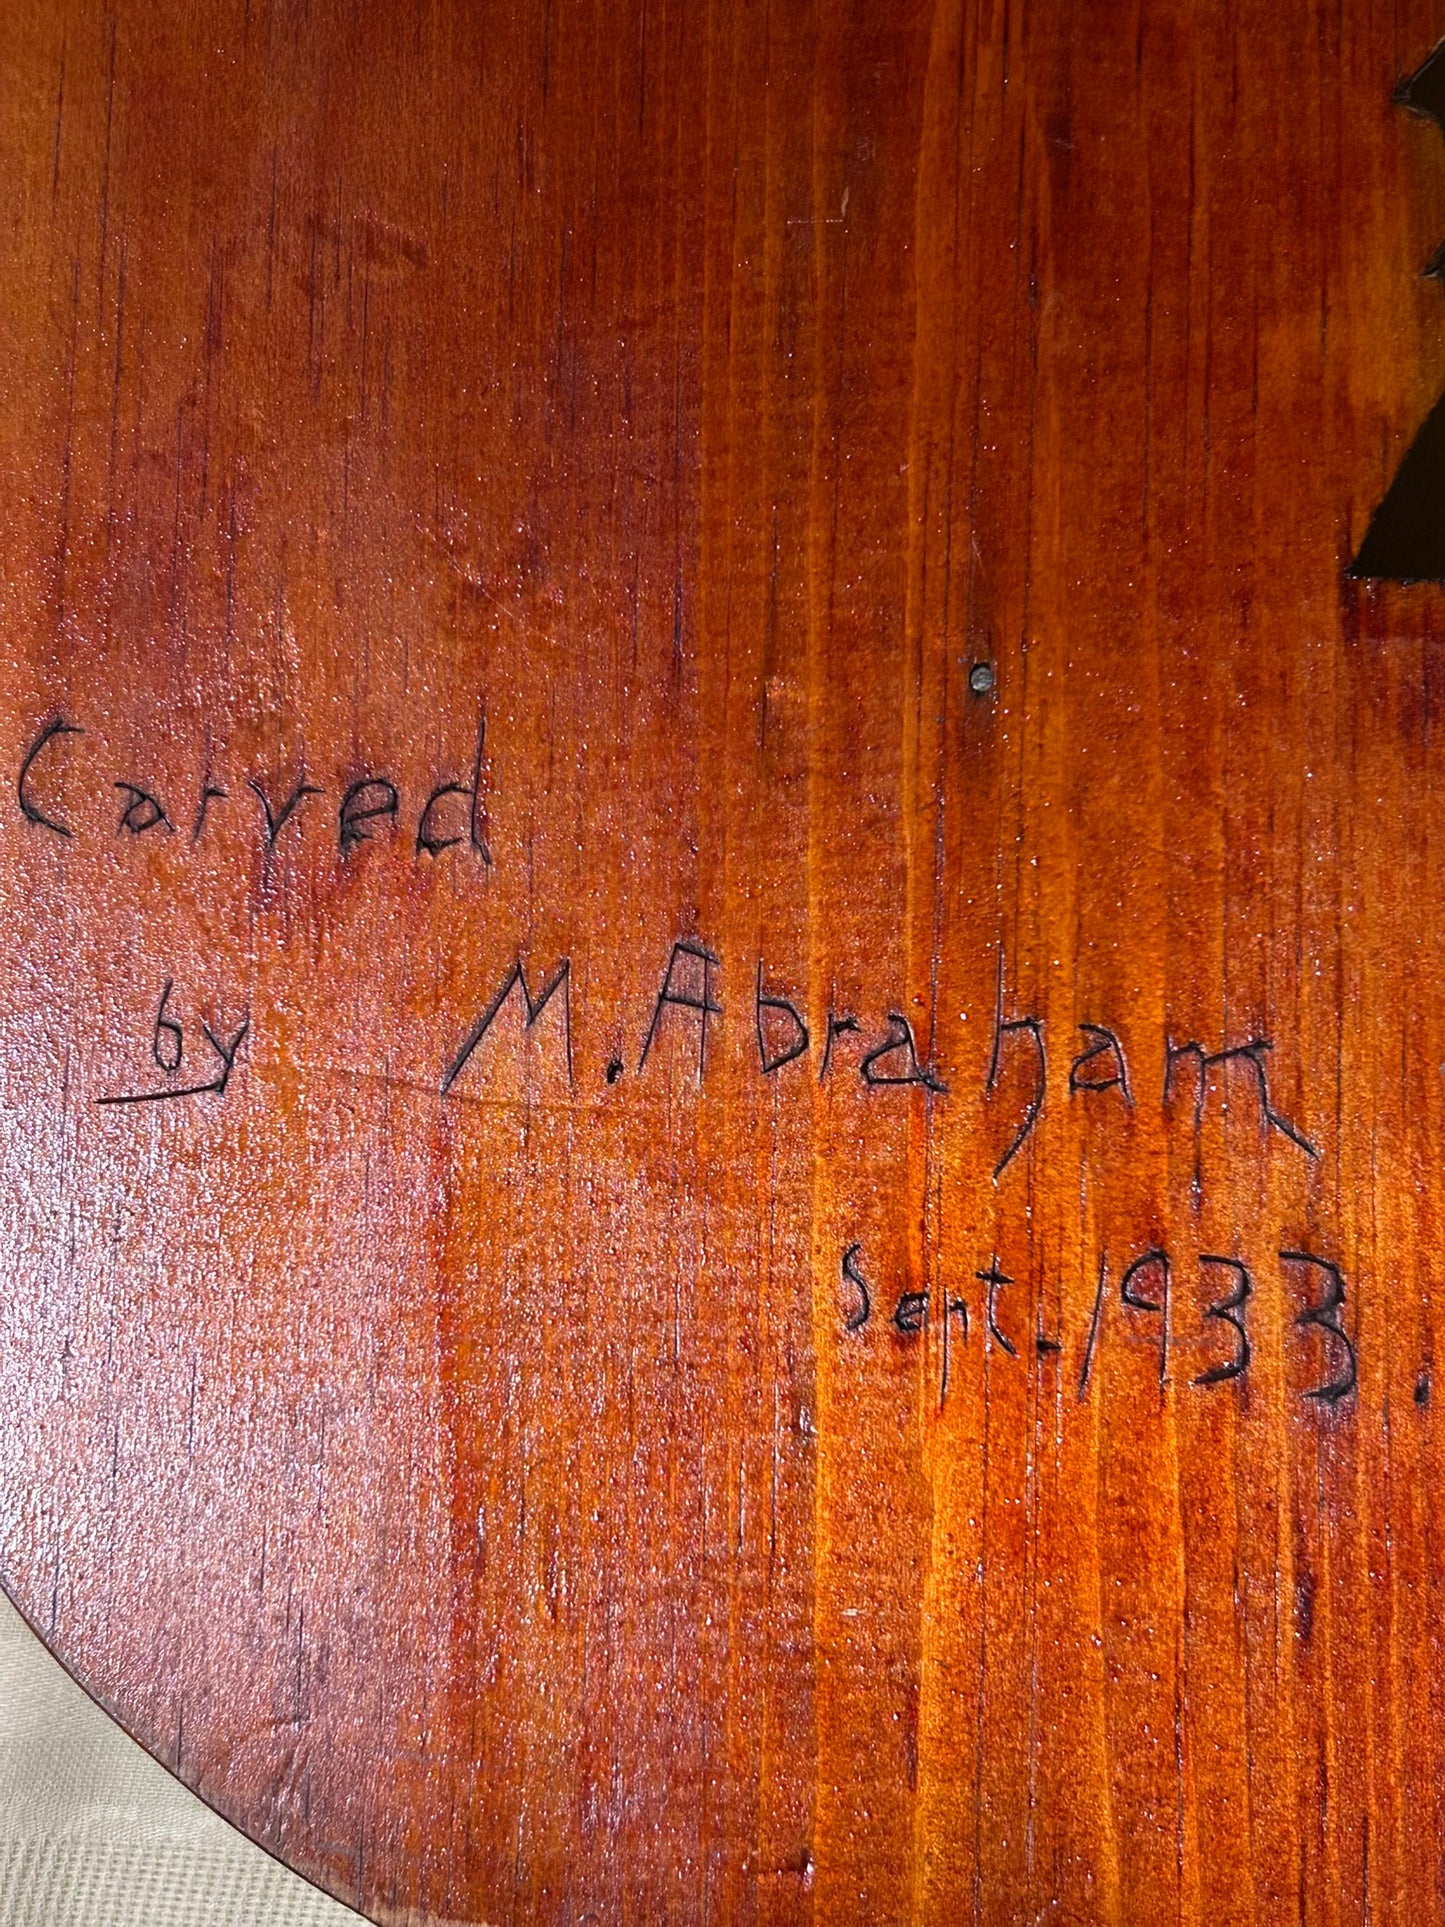 Carved
by M. Abraham
Sept. 1933.